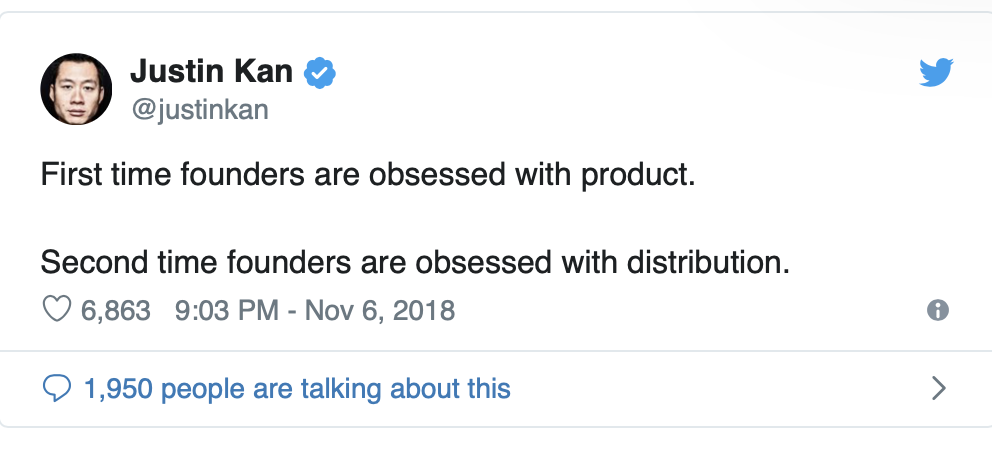 Justin Kan
@justinkan
First time founders are obsessed with product.
Second time founders are obsessed with distribution.
6,863 9:03 PM - Nov 6, 2018
1,950 people are talking about this